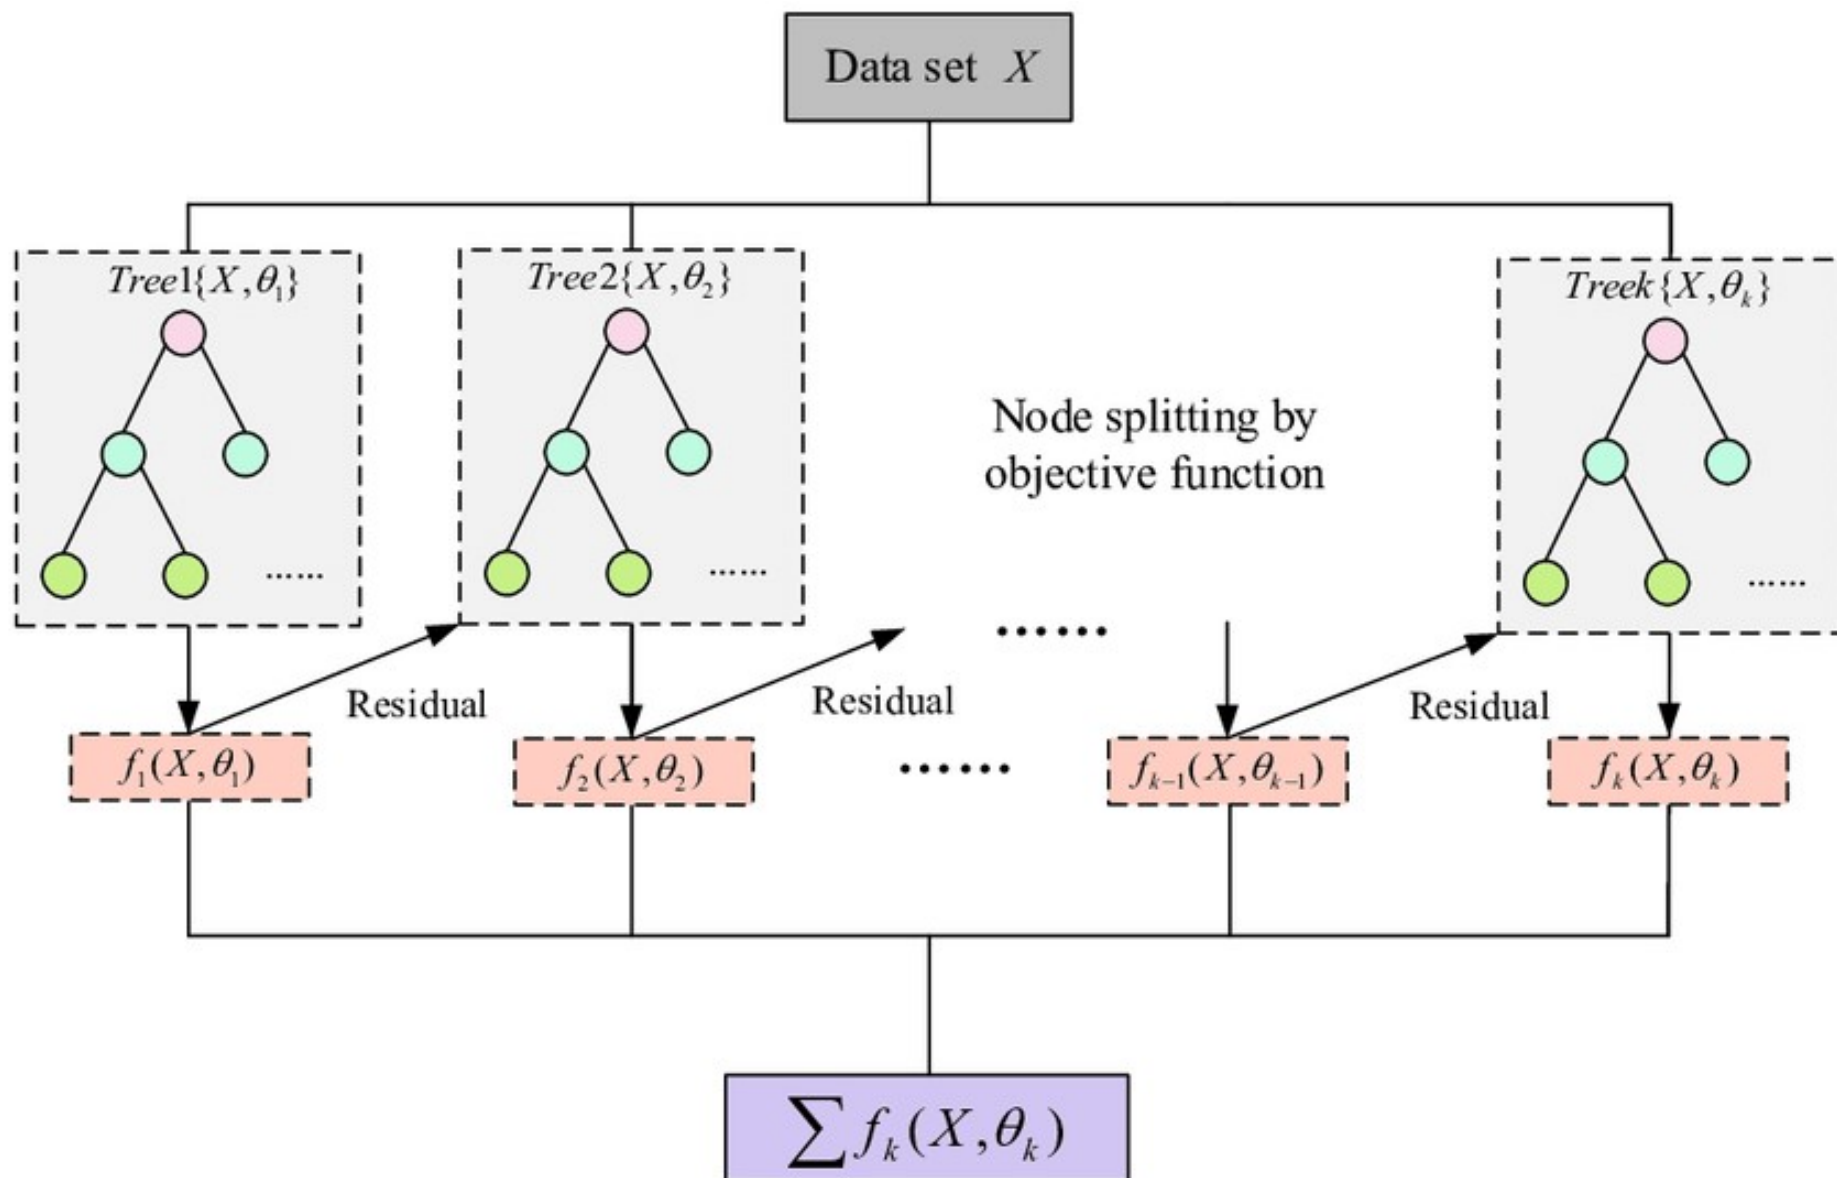 Data set X
Tree1{X,θ₁}
Tree2{X,θ₂}
Treek{X,θₖ}
Node splitting by
objective function
......
......
......
......
Residual
Residual
Residual
f₁(X,θ₁)
f₂(X,θ₂)
......
fₖ₋₁(X,θₖ₋₁)
fₖ(X,θₖ)
∑fₖ(X,θₖ)